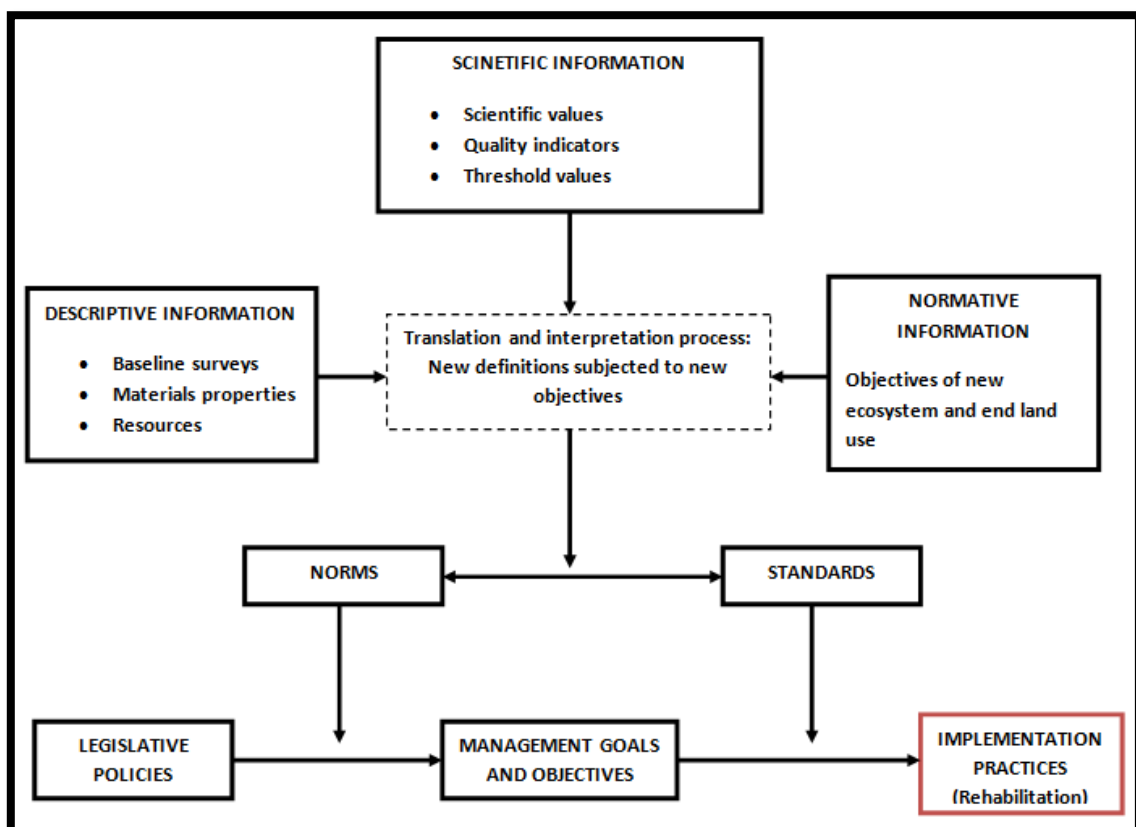 SCINETIFIC INFORMATION
• Scientific values
• Quality indicators
• Threshold values
DESCRIPTIVE INFORMATION
• Baseline surveys
• Materials properties
• Resources
Translation and interpretation process:
New definitions subjected to new
objectives
NORMATIVE
INFORMATION
Objectives of new
ecosystem and end land
use
NORMS
STANDARDS
LEGISLATIVE
POLICIES
MANAGEMENT GOALS
AND OBJECTIVES
IMPLEMENTATION
PRACTICES
(Rehabilitation)